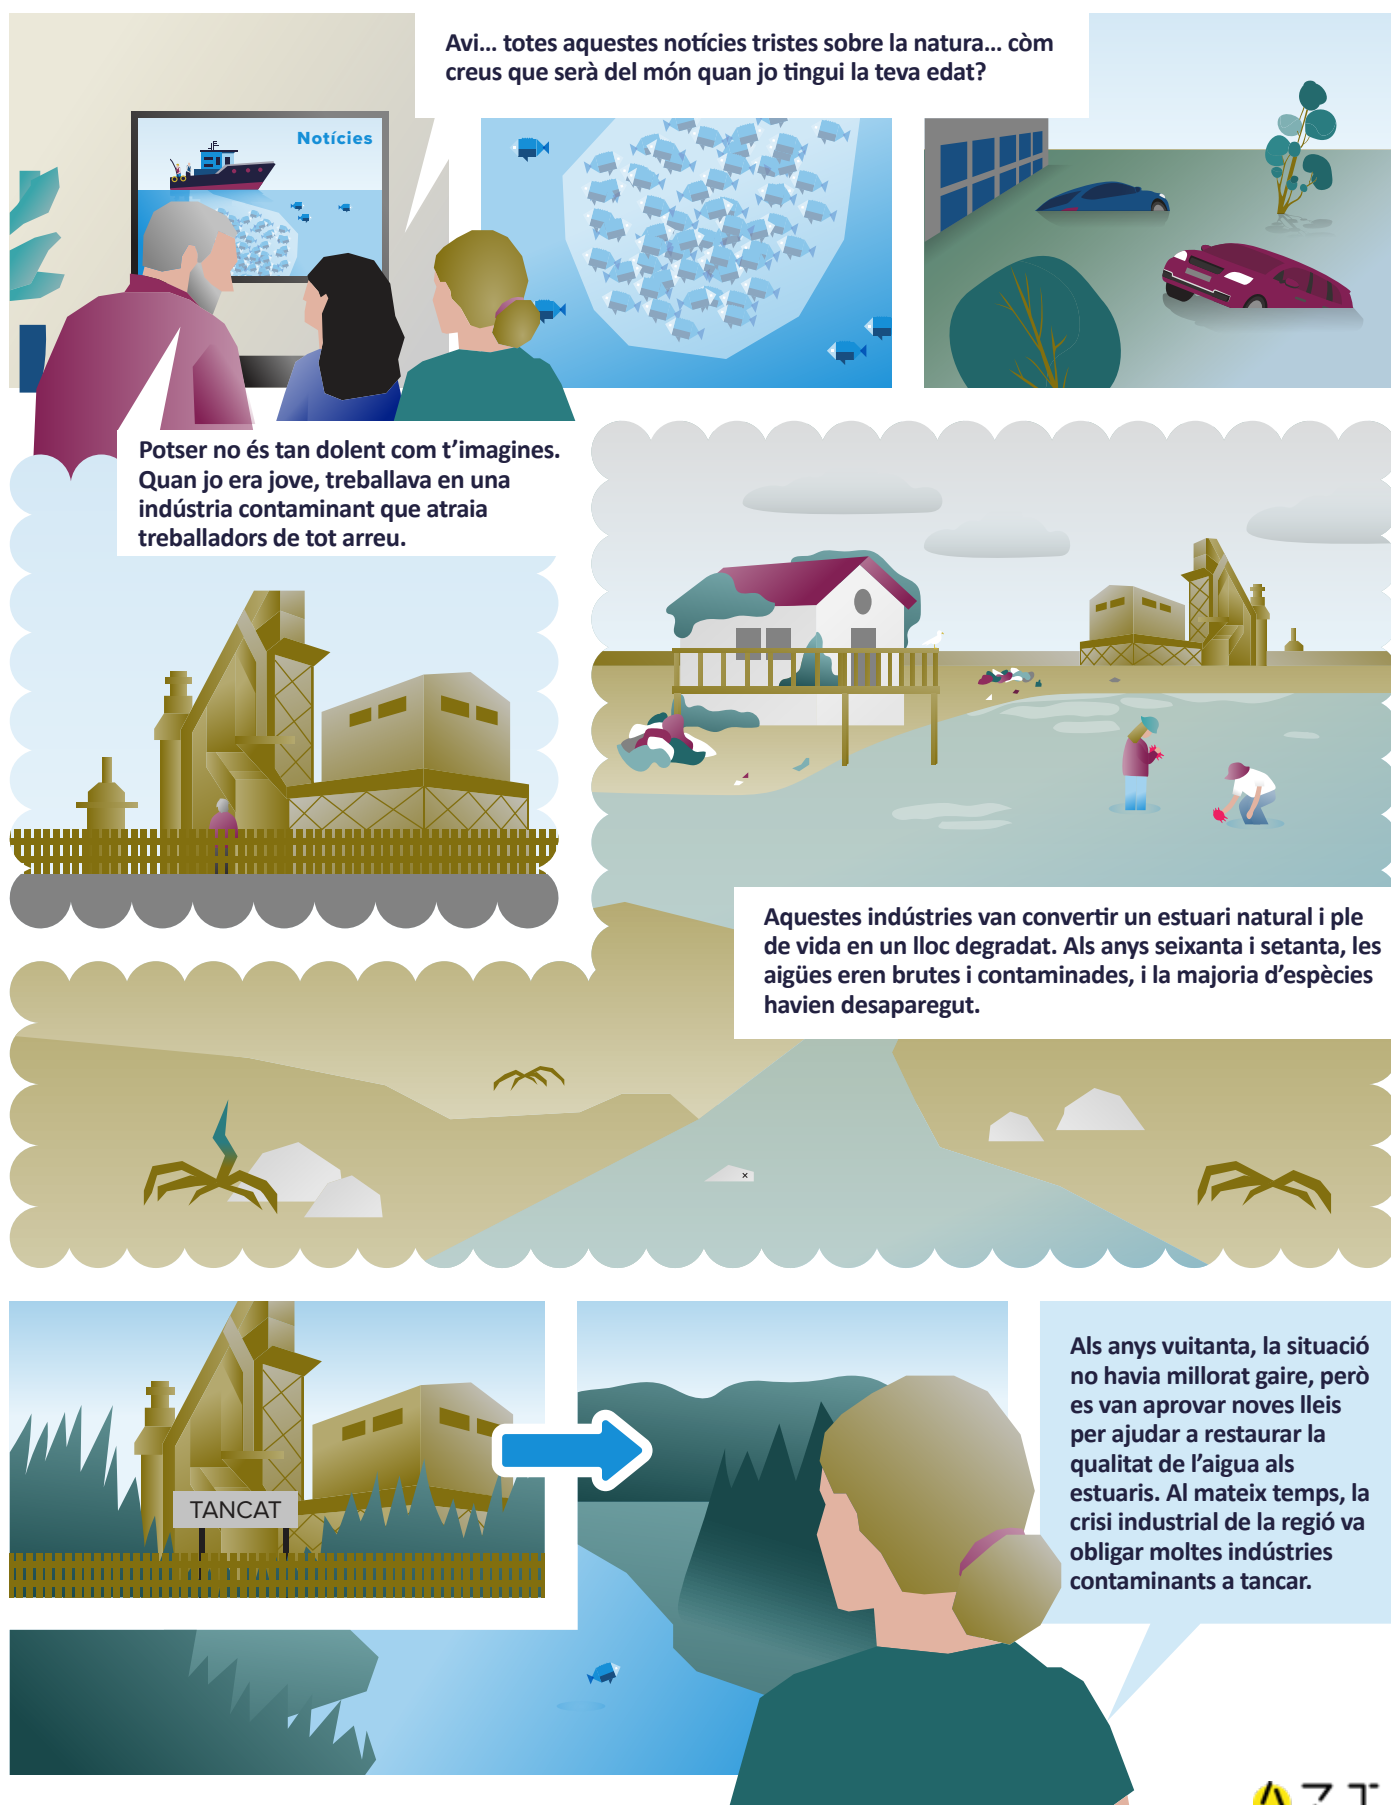 Avi... totes aquestes notícies tristes sobre la natura... còm
creus que serà del món quan jo tingui la teva edat?
Notícies
Potser no és tan dolent com t'imagines.
Quan jo era jove, treballava en una
indústria contaminant que atraia
treballadors de tot arreu.
Aquestes indústries van convertir un estuari natural i ple
de vida en un lloc degradat. Als anys seixanta i setanta, les
aigües eren brutes i contaminades, i la majoria d'espècies
havien desaparegut.
TANCAT
Als anys vuitanta, la situació
no havia millorat gaire, però
es van aprovar noves lleis
per ajudar a restaurar la
qualitat de l'aigua als
estuaris. Al mateix temps, la
crisi industrial de la regió va
obligar moltes indústries
contaminants a tancar.